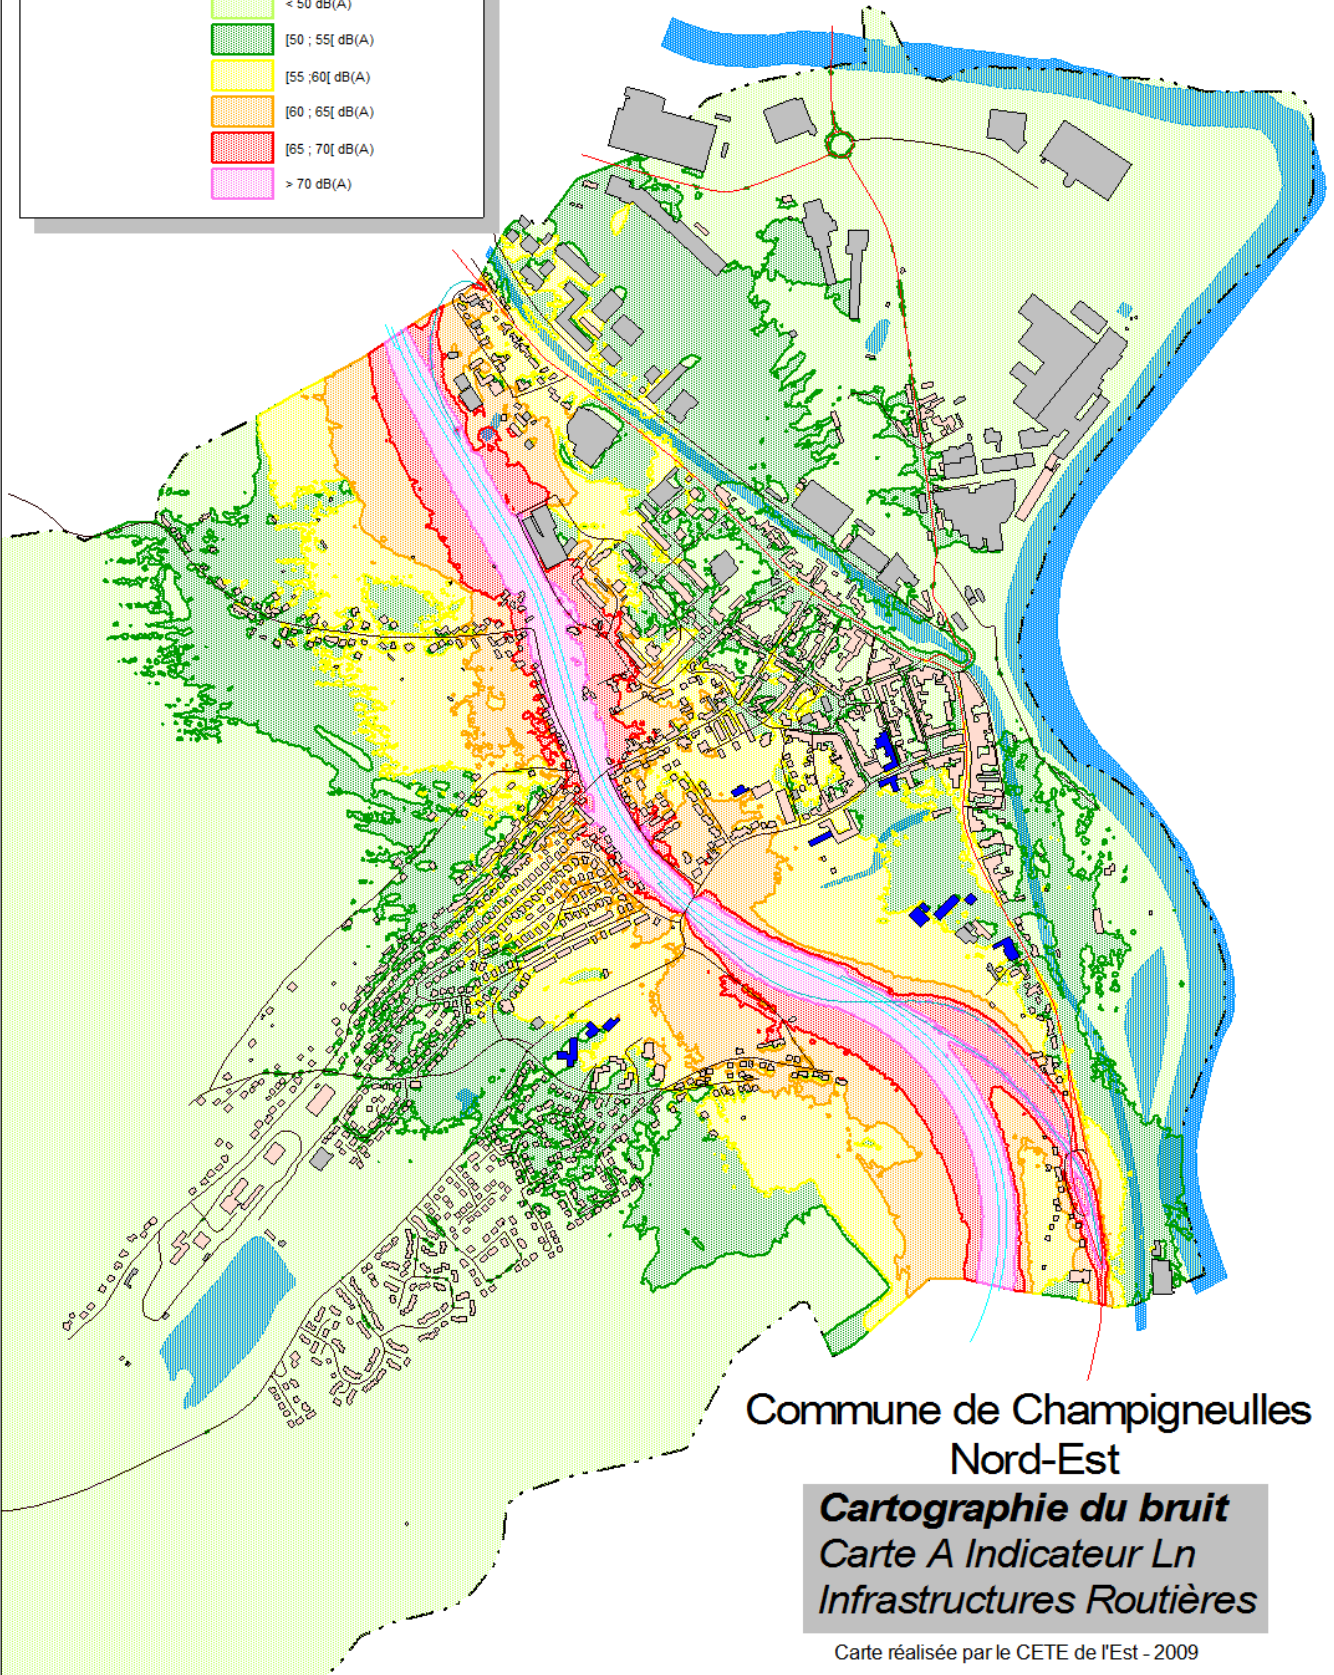 < 50 dB(A)
[50 ; 55[ dB(A)
[55 ;60[ dB(A)
[60 ; 65[ dB(A)
[65 ; 70[ dB(A)
> 70 dB(A)
Commune de Champigneulles
Nord-Est
Cartographie du bruit
Carte A Indicateur Ln
Infrastructures Routières
Carte réalisée par le CETE de l'Est - 2009